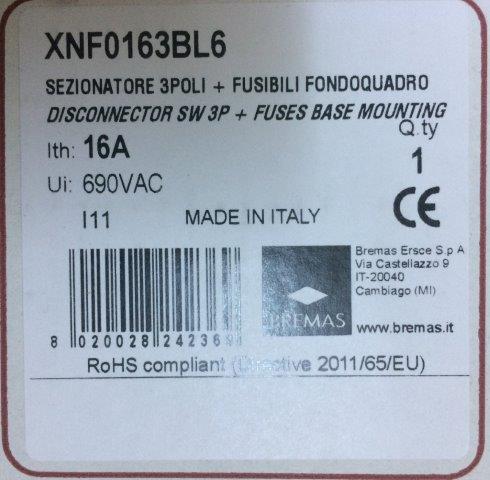 XNF0163BL6
SEZIONATORE 3POLI + FUSIBILI FONDOQUADRO
DISCONNECTOR SW 3P + FUSES BASE MOUNTING
Q.ty
Ith: 16A
1
Ui: 690VAC
CE
I11 MADE IN ITALY
Bremas Ersce S.p.A
Via Castellazzo 9
IT-20040
Cambiago (MI)
BREMAS
www.bremas.it
8 020028 242369
RoHS compliant (Directive 2011/65/EU)